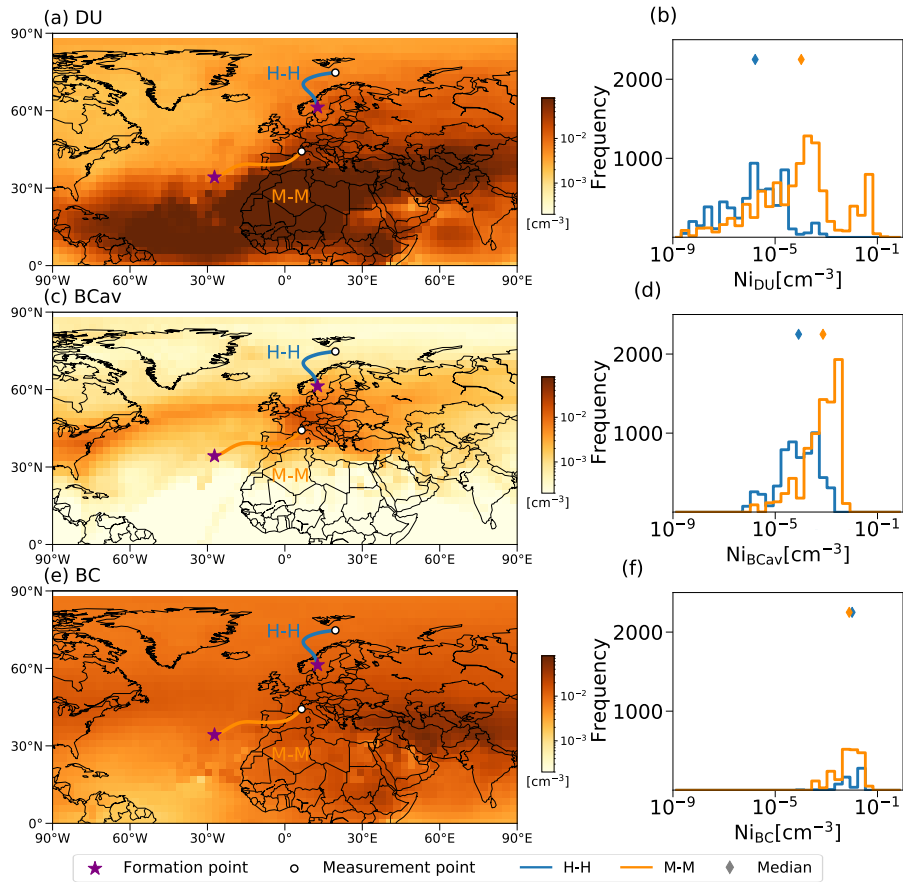 (a) DU
90°N
60°N
30°N
0°
H-H
M-M
10⁻²
10⁻³
[cm⁻³]
90°W 60°W 30°W 0° 30°E 60°E 90°E
(b)
Frequency
2000
1000
10⁻⁹ 10⁻⁵ 10⁻¹
Ni_DU[cm⁻³]
(c) BCav
90°N
60°N
30°N
0°
H-H
M-M
10⁻²
10⁻³
[cm⁻³]
90°W 60°W 30°W 0° 30°E 60°E 90°E
(d)
Frequency
2000
1000
0
10⁻⁹ 10⁻⁵ 10⁻¹
Ni_BCav[cm⁻³]
(e) BC
90°N
60°N
30°N
0°
H-H
M-M
10⁻²
10⁻³
[cm⁻³]
90°W 60°W 30°W 0° 30°E 60°E 90°E
(f)
Frequency
2000
1000
0
10⁻⁹ 10⁻⁵ 10⁻¹
Ni_BC[cm⁻³]
Formation point Measurement point H-H M-M Median